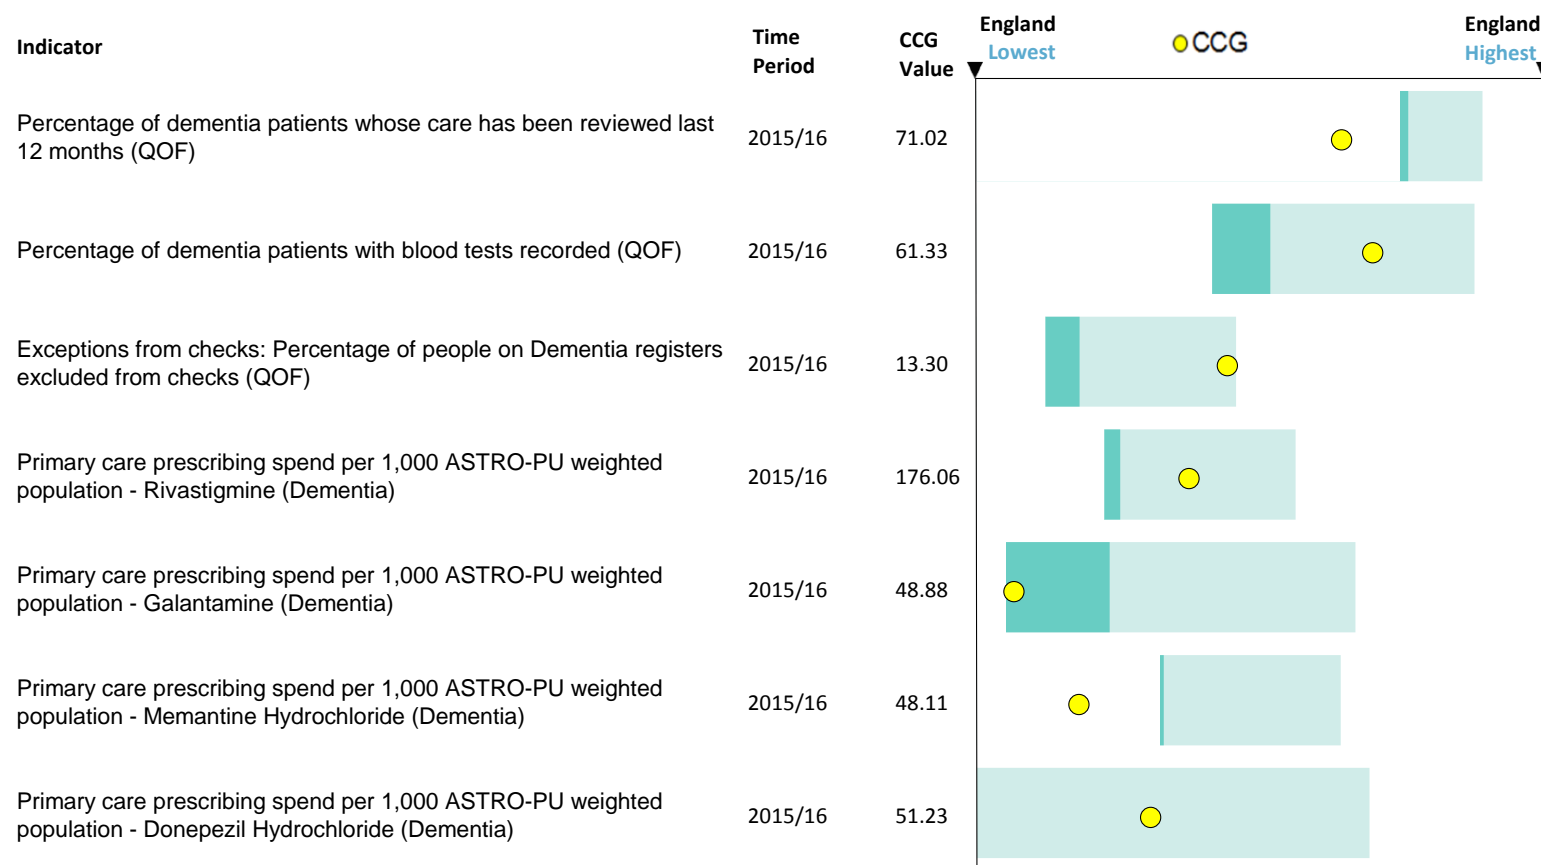 Indicator
Time
Period
CCG
Value
England
Lowest
CCG
England
Highest
Percentage of dementia patients whose care has been reviewed last
12 months (QOF)
2015/16
71.02
Percentage of dementia patients with blood tests recorded (QOF)
2015/16
61.33
Exceptions from checks: Percentage of people on Dementia registers
excluded from checks (QOF)
2015/16
13.30
Primary care prescribing spend per 1,000 ASTRO-PU weighted
population - Rivastigmine (Dementia)
2015/16
176.06
Primary care prescribing spend per 1,000 ASTRO-PU weighted
population - Galantamine (Dementia)
2015/16
48.88
Primary care prescribing spend per 1,000 ASTRO-PU weighted
population - Memantine Hydrochloride (Dementia)
2015/16
48.11
Primary care prescribing spend per 1,000 ASTRO-PU weighted
population - Donepezil Hydrochloride (Dementia)
2015/16
51.23